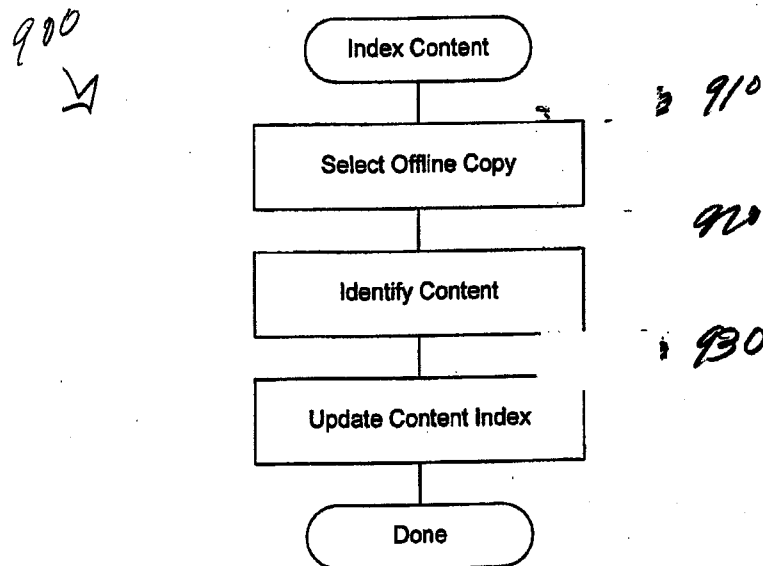 900
Index Content
910
Select Offline Copy
920
Identify Content
930
Update Content Index
Done